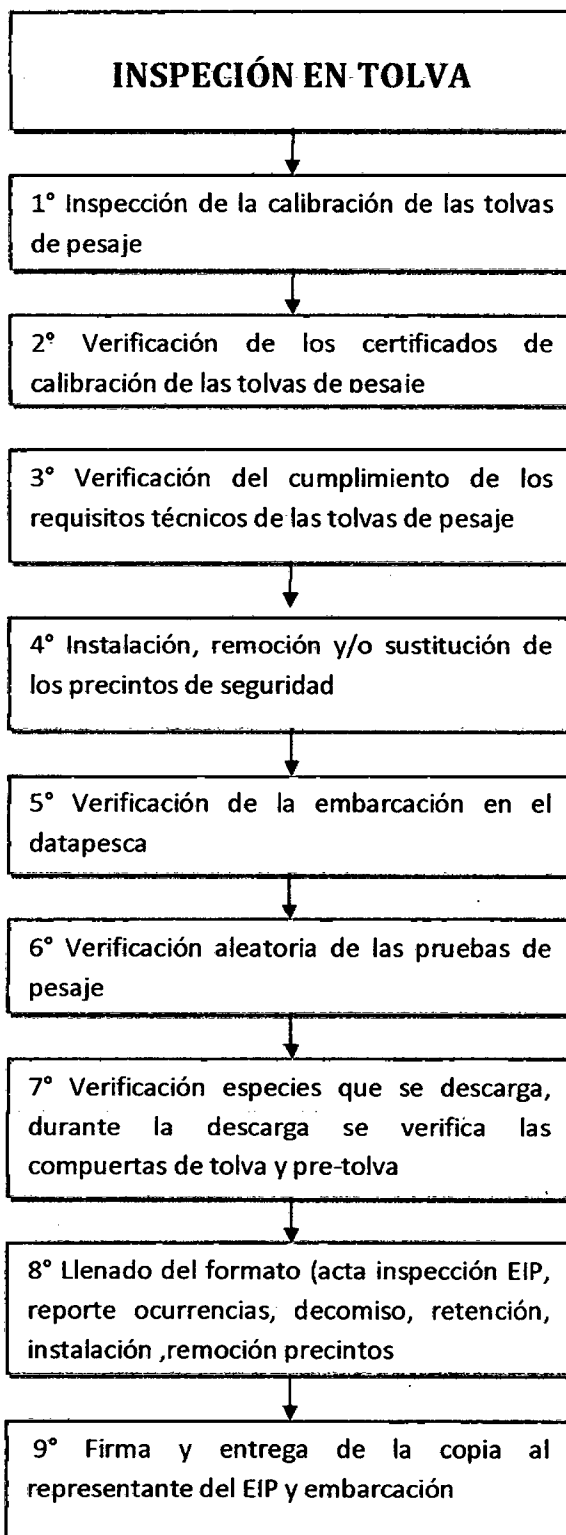 INSPECIÓN EN TOLVA
1° Inspección de la calibración de las tolvas
de pesaje
2° Verificación de los certificados de
calibración de las tolvas de pesaje
3° Verificación del cumplimiento de los
requisitos técnicos de las tolvas de pesaje
4° Instalación, remoción y/o sustitución de
los precintos de seguridad
5° Verificación de la embarcación en el
datapesca
6° Verificación aleatoria de las pruebas de
pesaje
7° Verificación especies que se descarga,
durante la descarga se verifica las
compuertas de tolva y pre-tolva
8° Llenado del formato (acta inspección EIP,
reporte ocurrencias, decomiso, retención,
instalación ,remoción precintos
9° Firma y entrega de la copia al
representante del EIP y embarcación